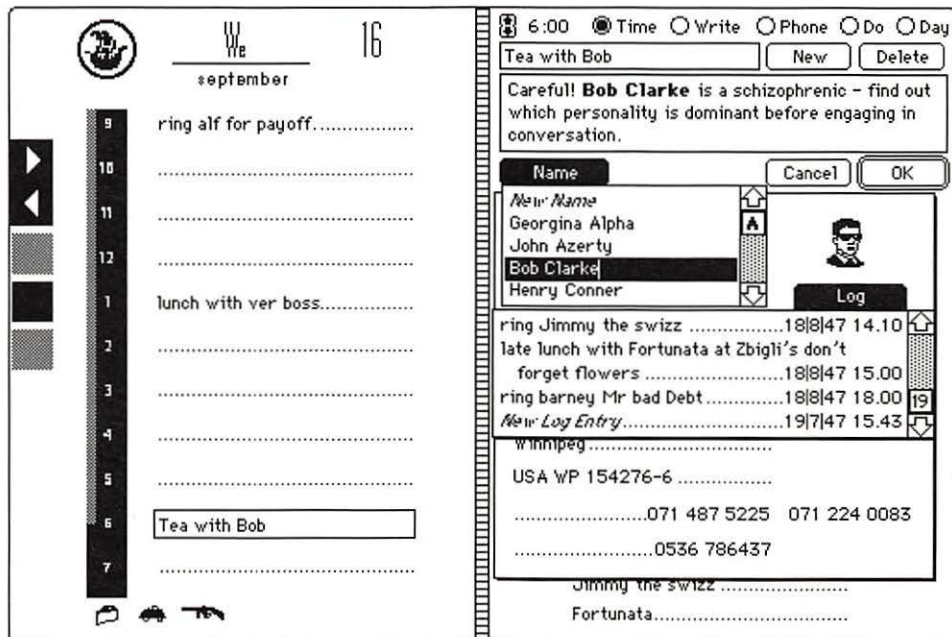 We 16
september
9 ring alf for payoff.................
10 ..............................
11 ..............................
12 ..............................
1 lunch with ver boss...............
2 ..............................
3 ..............................
4 ..............................
5 ..............................
6 Tea with Bob
7 ..............................
6:00 Time Write Phone Do Day
Tea with Bob New Delete
Careful! Bob Clarke is a schizophrenic - find out
which personality is dominant before engaging in
conversation.
Name Cancel OK
New Name
Georgina Alpha
A
John Azerty
Bob Clarke
Henry Conner
Log
ring Jimmy the swizz ................18|8|47 14.10
late lunch with Fortunata at Zbigli's don't
forget flowers ....................18|8|47 15.00
ring barney Mr bad Debt ..............18|8|47 18.00 19
New Log Entry.......................19|7|47 15.43
Winnipeg..........................
USA WP 154276-6 .................
......................071 487 5225 071 224 0083
.......................0536 786437
Jimmy the swizz ..................
Fortunata...........................